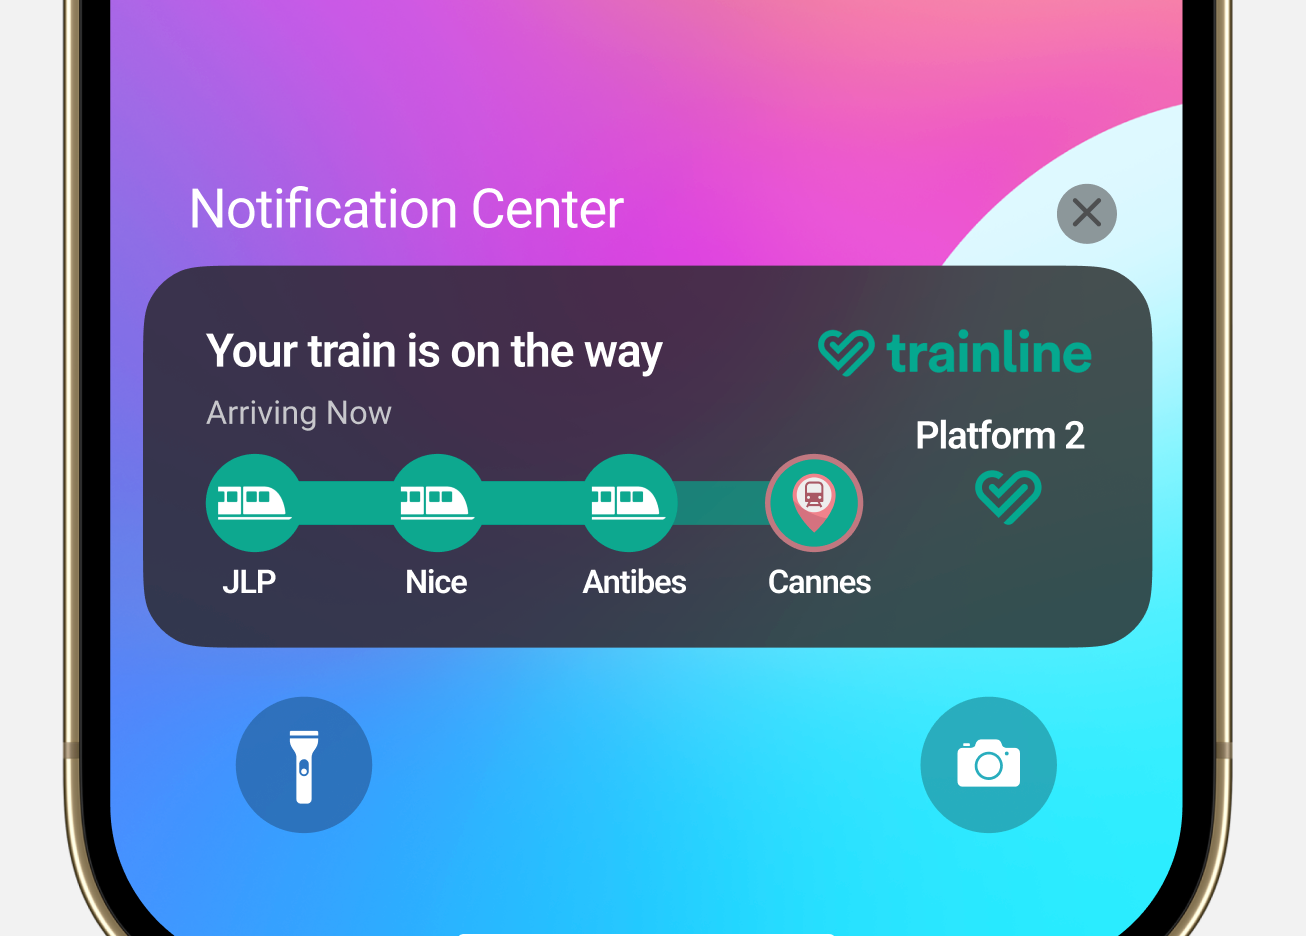 Notification Center
Your train is on the way
trainline
Arriving Now
Platform 2
JLP
Nice
Antibes
Cannes